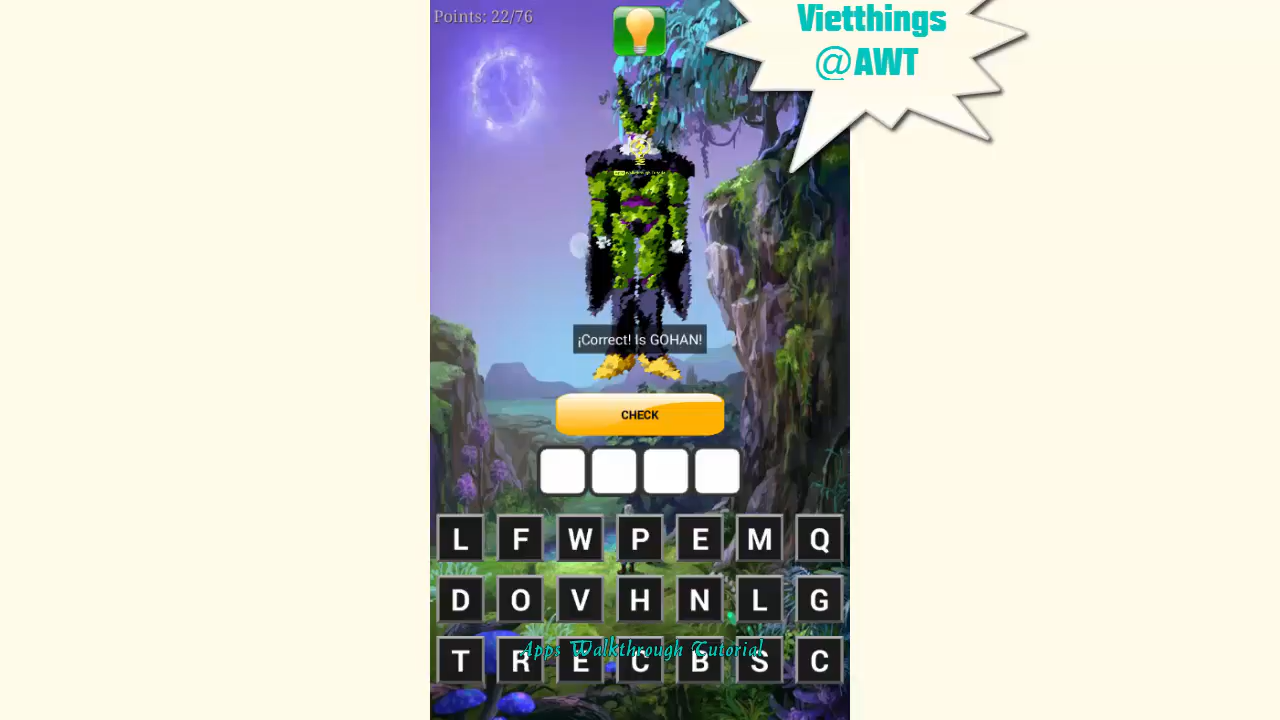 Points: 22/76
Vietthings
@AWT
¡Correct! Is GOHAN!
CHECK
L F W P E M Q
D O V H N L G
T R E C B S C
Apps Walkthrough Tutorial